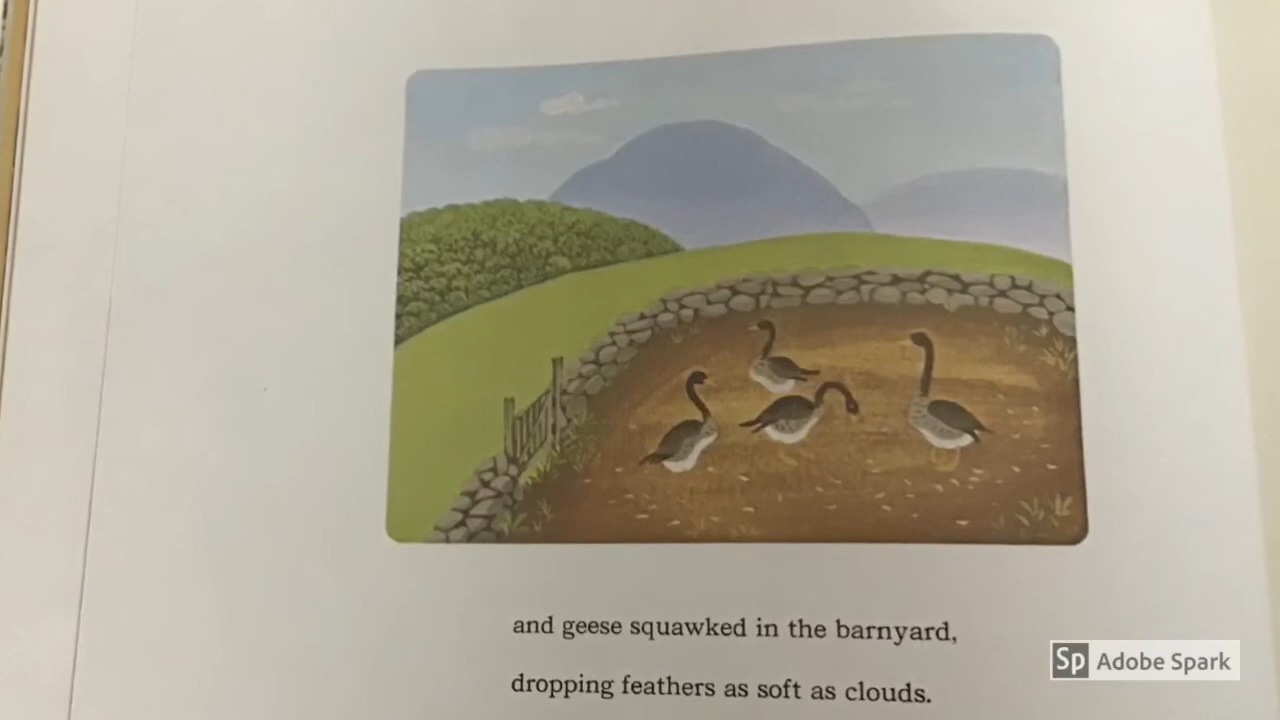 and geese squawked in the barnyard,
dropping feathers as soft as clouds.
Sp Adobe Spark